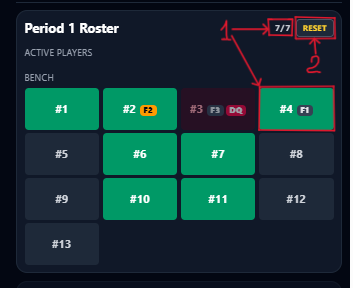 Period 1 Roster 1 7/7 RESET
ACTIVE PLAYERS
2
BENCH
#1 #2 F2 #3 F3 DQ #4 F1
#5 #6 #7 #8
#9 #10 #11 #12
#13